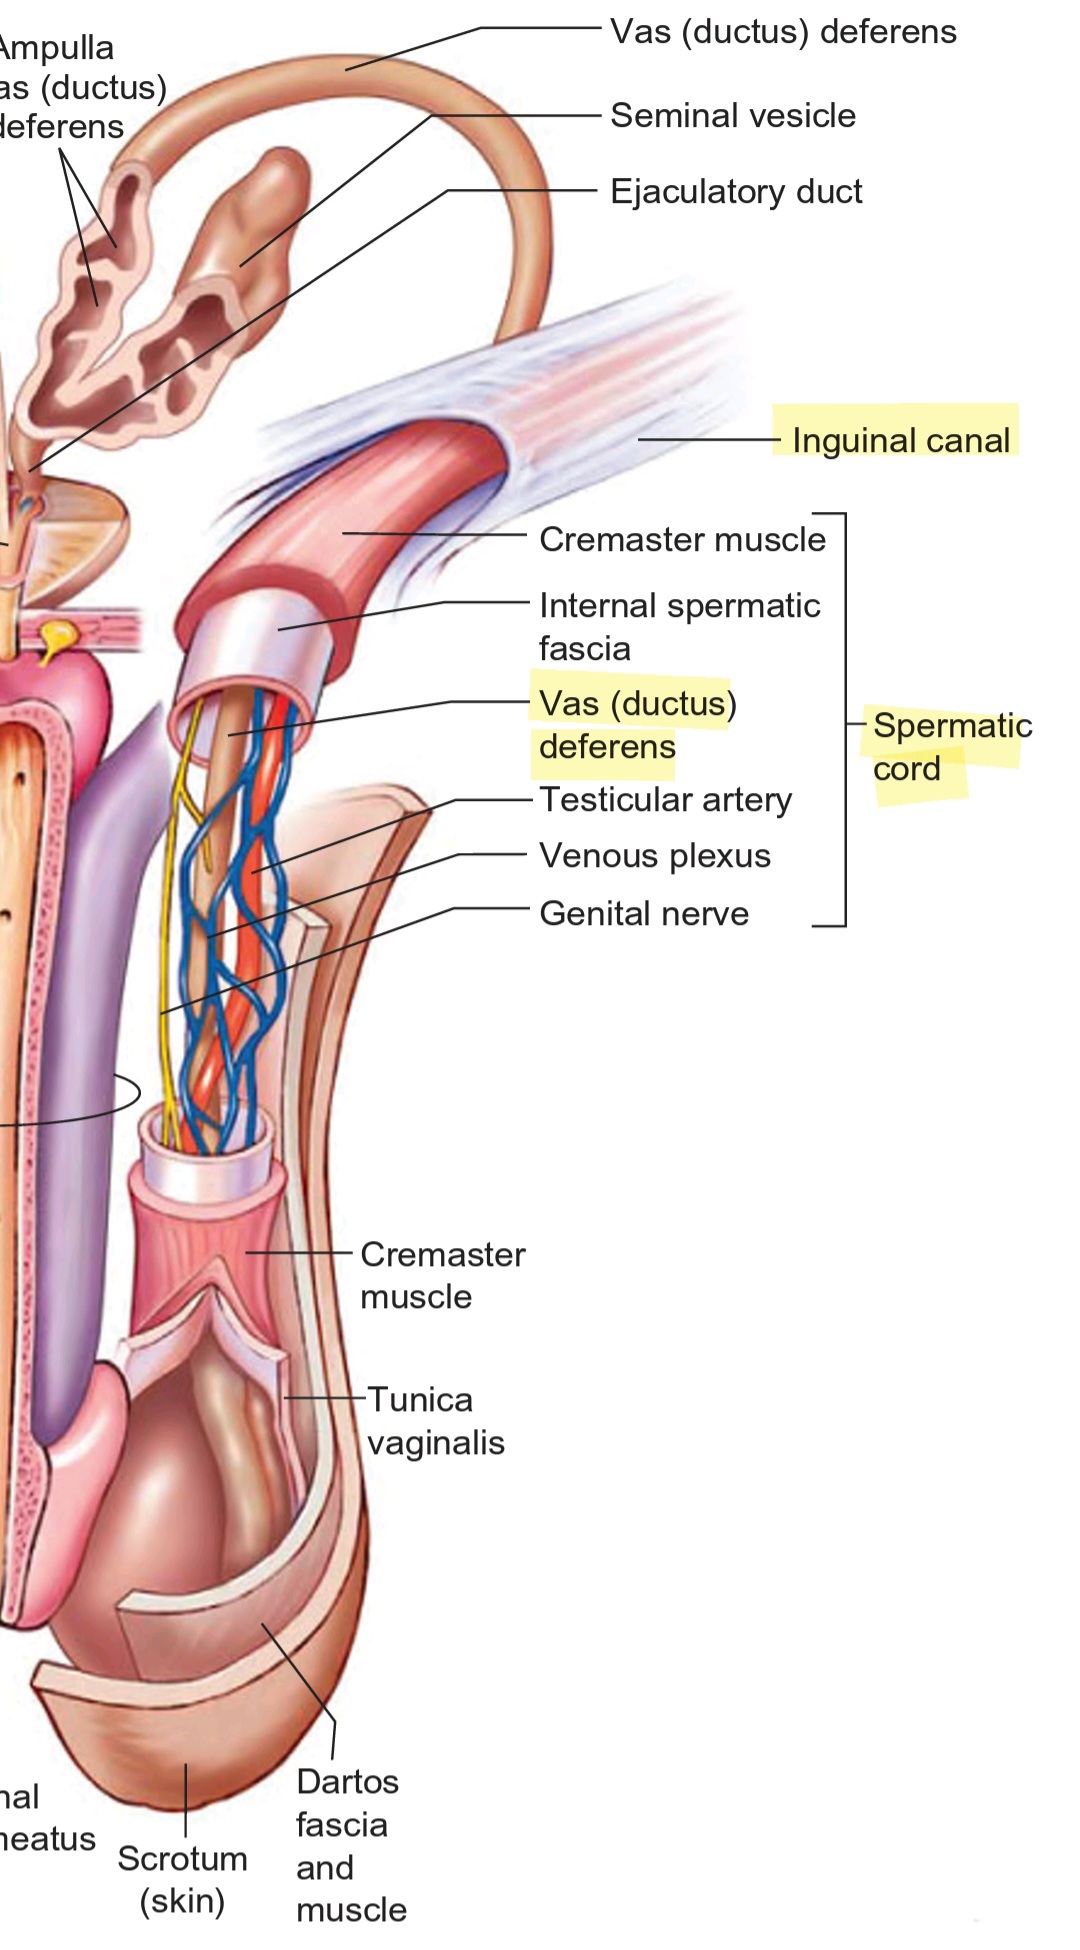 Ampulla
as (ductus)
deferens
Vas (ductus) deferens
Seminal vesicle
Ejaculatory duct
Inguinal canal
Cremaster muscle
Internal spermatic
fascia
Vas (ductus)
deferens
Testicular artery
Venous plexus
Genital nerve
Spermatic
cord
Cremaster
muscle
Tunica
vaginalis
Dartos
fascia
and
muscle
Scrotum
(skin)
nal
neatus